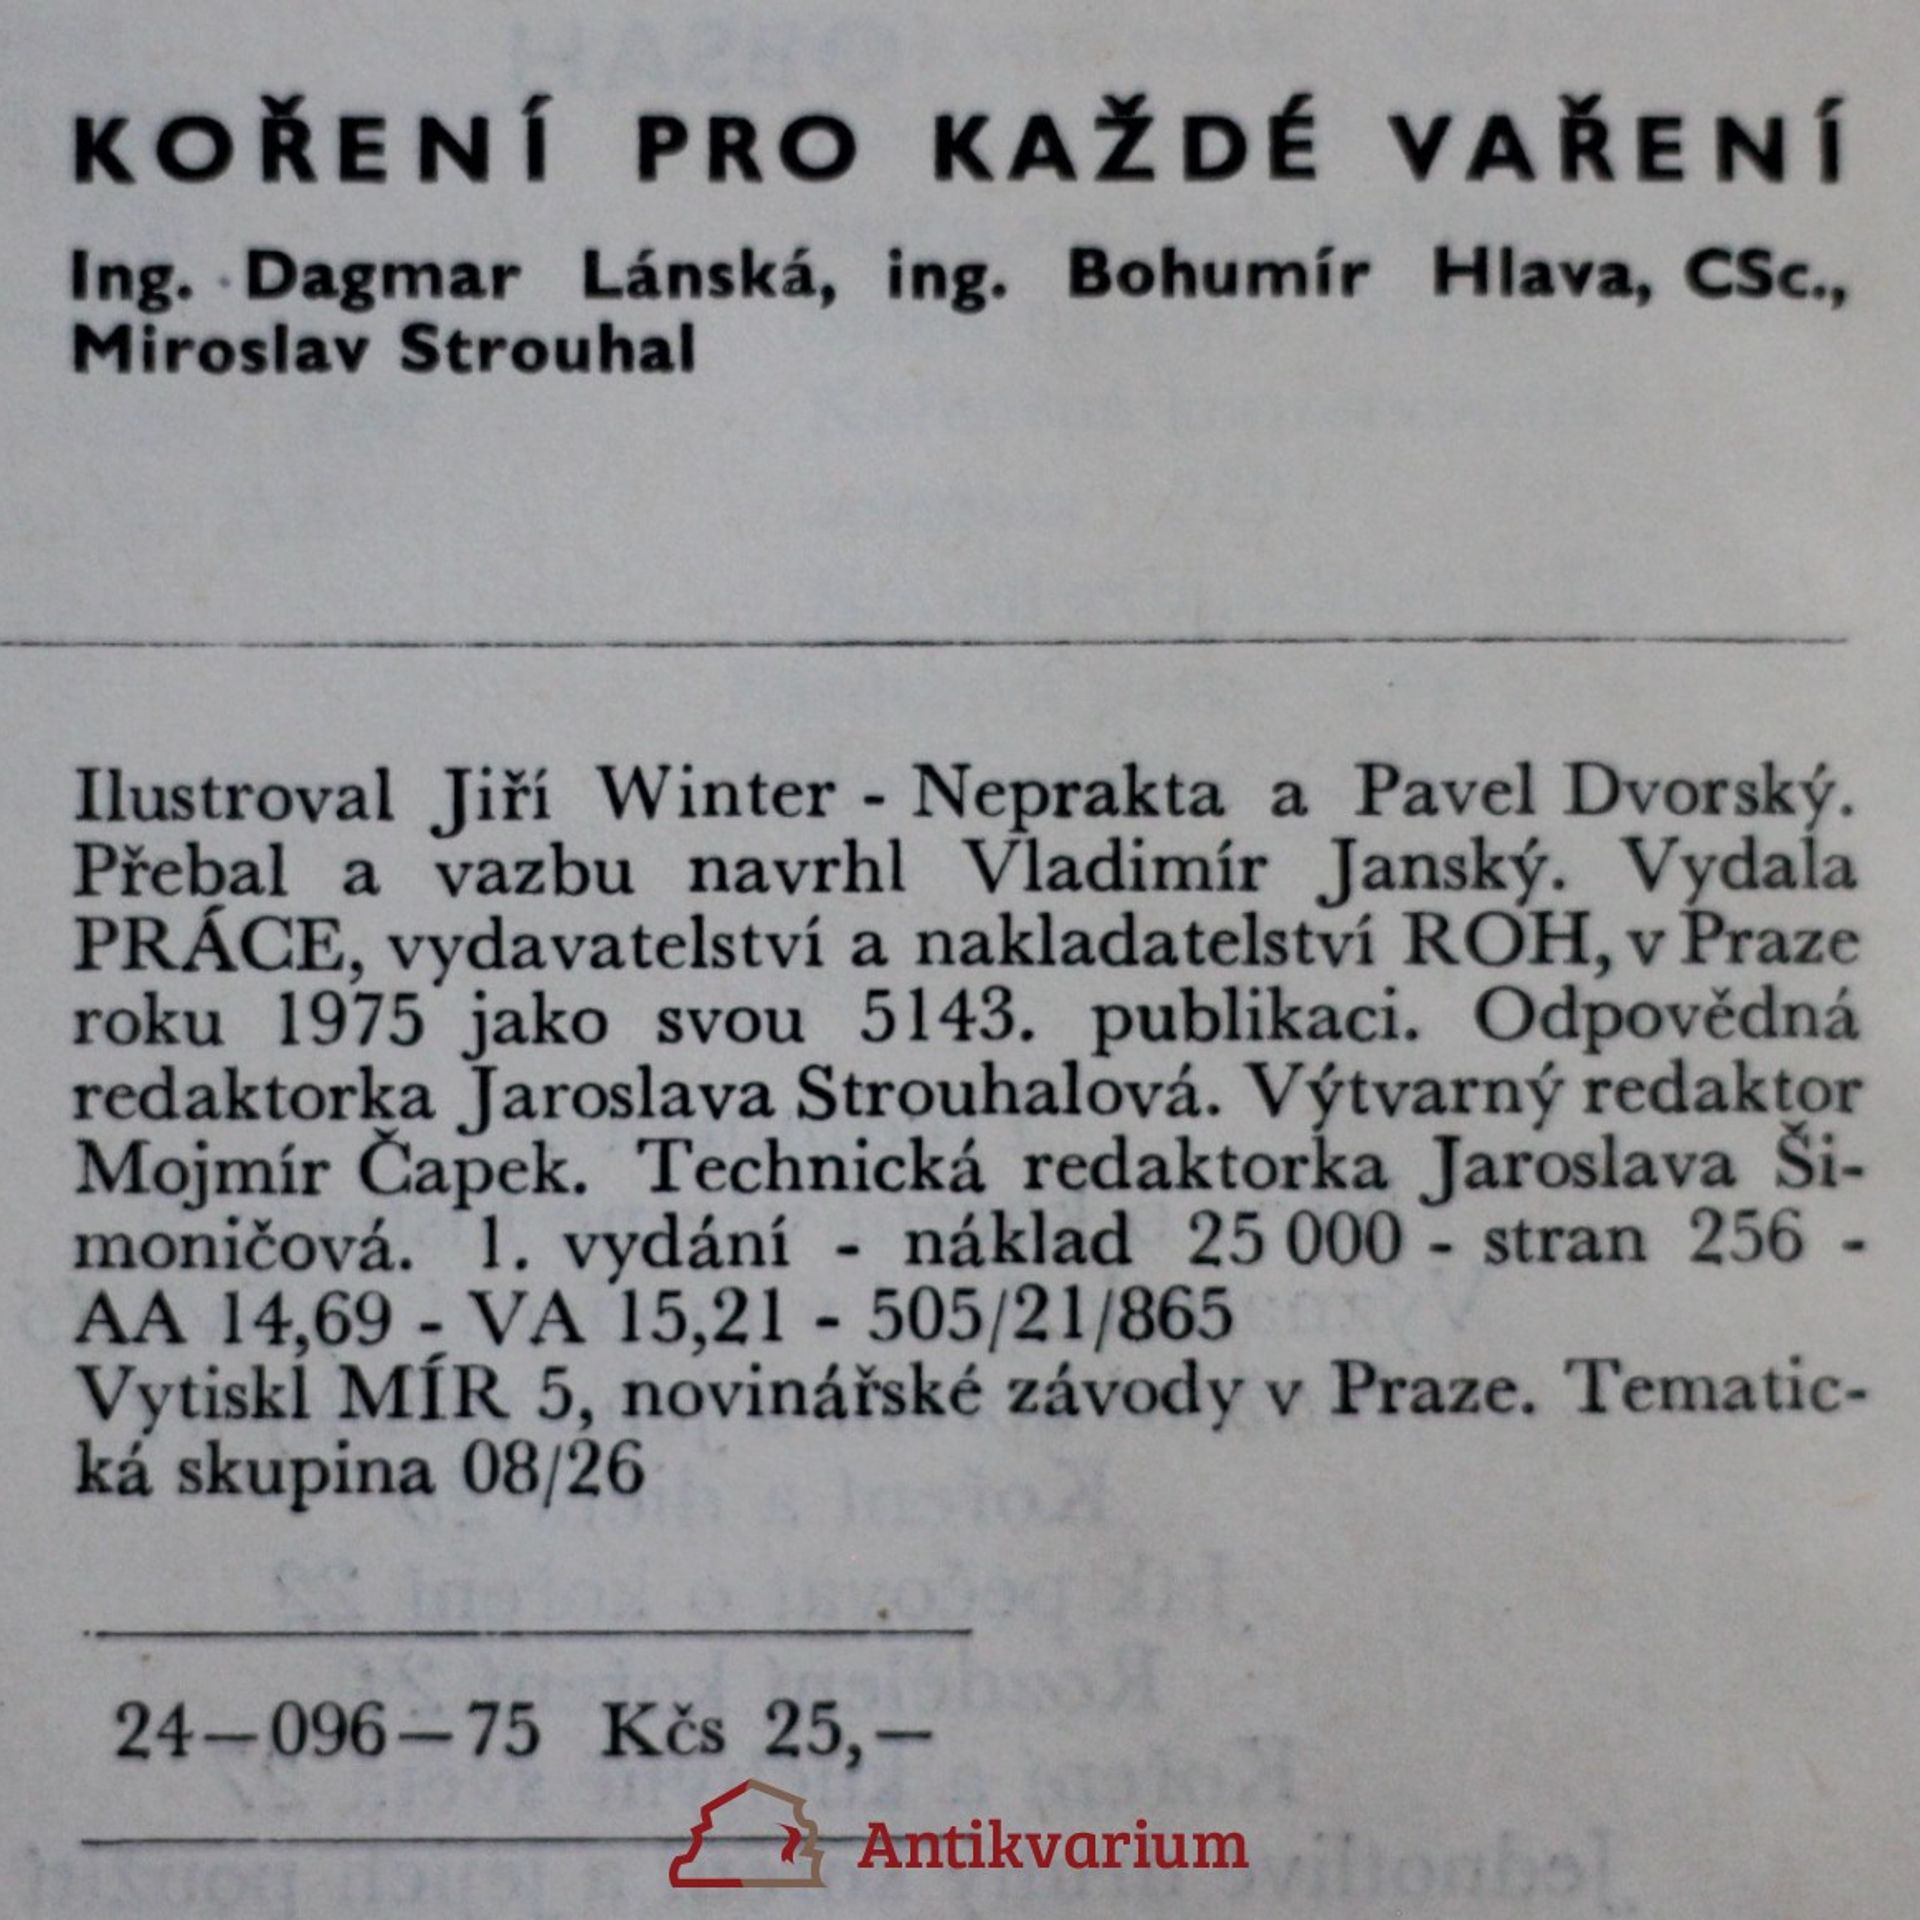 KOŘENÍ PRO KAŽDÉ VAŘENÍ
Ing. Dagmar Lánská, ing. Bohumír Hlava, CSc.,
Miroslav Strouhal
Ilustroval Jiří Winter - Neprakta a Pavel Dvorský.
Přebal a vazbu navrhl Vladimír Janský. Vydala
PRÁCE, vydavatelství a nakladatelství ROH, v Praze
roku 1975 jako svou 5143. publikaci. Odpovědná
redaktorka Jaroslava Strouhalová. Výtvarný redaktor
Mojmír Čapek. Technická redaktorka Jaroslava Ši-
moničová. 1. vydání - náklad 25 000 - stran 256 -
AA 14,69 - VA 15,21 - 505/21/865
Vytiskl MÍR 5, novinářské závody v Praze. Tematic-
ká skupina 08/26
24—096—75 Kčs 25,—
Antikvarium